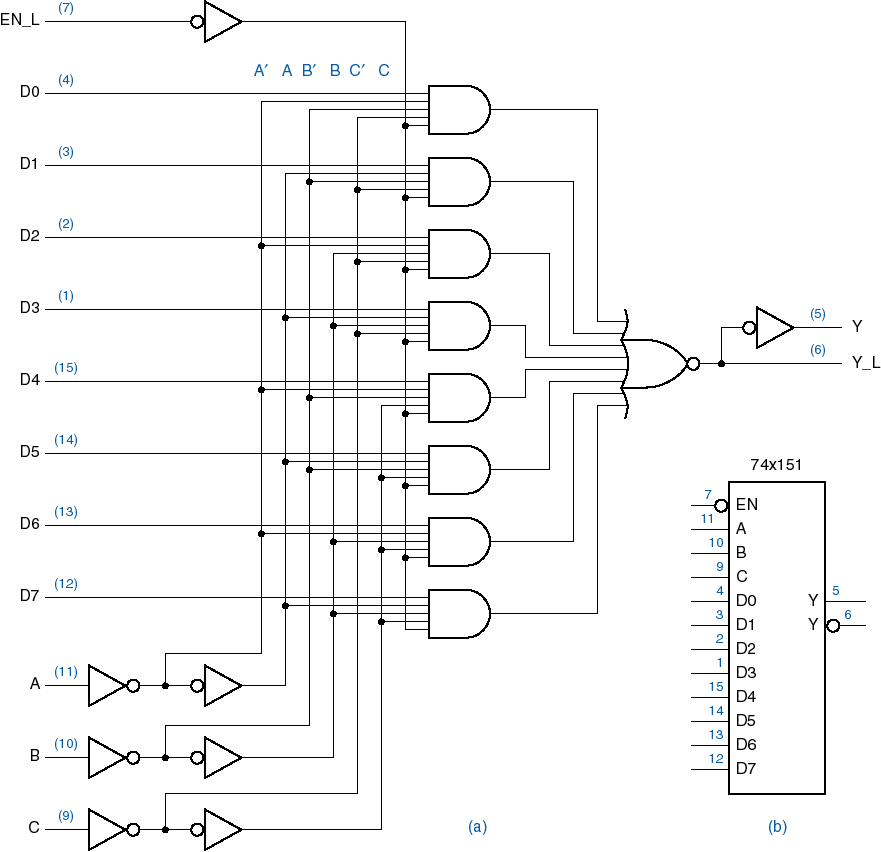 EN_L (7)
A′ A B′ B C′ C
D0 (4)
D1 (3)
D2 (2)
D3 (1)
D4 (15)
D5 (14)
D6 (13)
D7 (12)
A (11)
B (10)
C (9)
(5) Y
(6) Y_L
(a)
74x151
7 EN
11 A
10 B
9 C
4 D0 Y 5
3 D1 Y 6
2 D2
1 D3
15 D4
14 D5
13 D6
12 D7
(b)